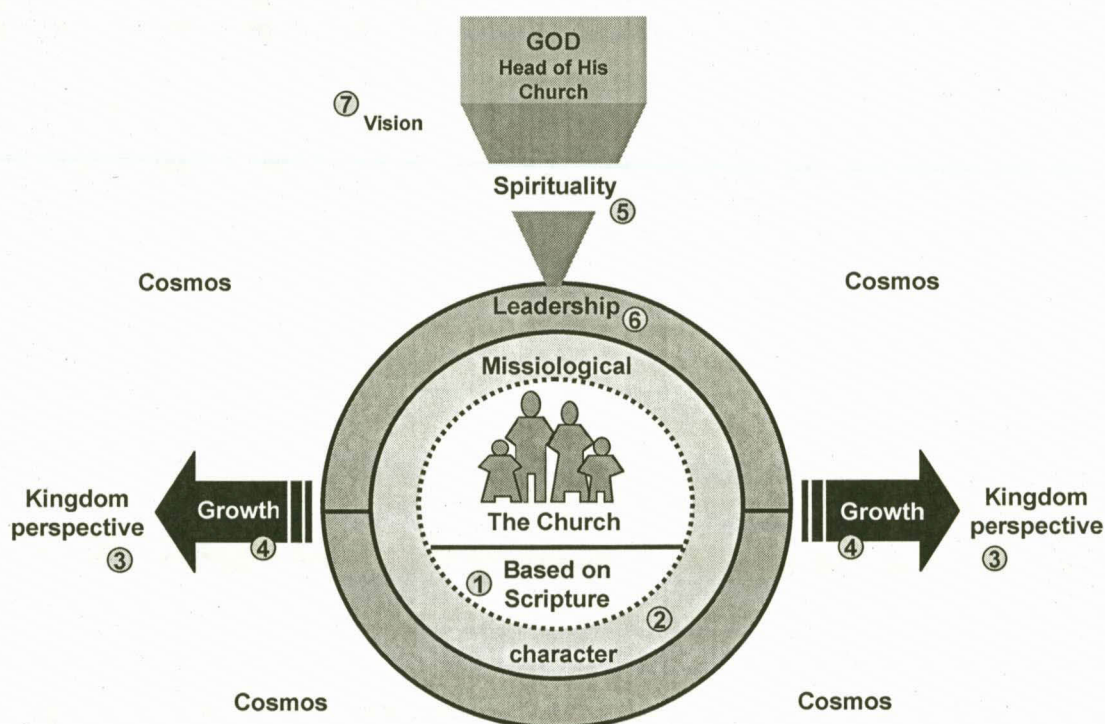 GOD
Head of His
Church
⑦ Vision
Spirituality
⑤
Cosmos
Cosmos
Leadership ⑥
Missiological
Kingdom
perspective
③
Growth
④
The Church
Growth
④
Kingdom
perspective
③
① Based on
Scripture
②
character
Cosmos
Cosmos